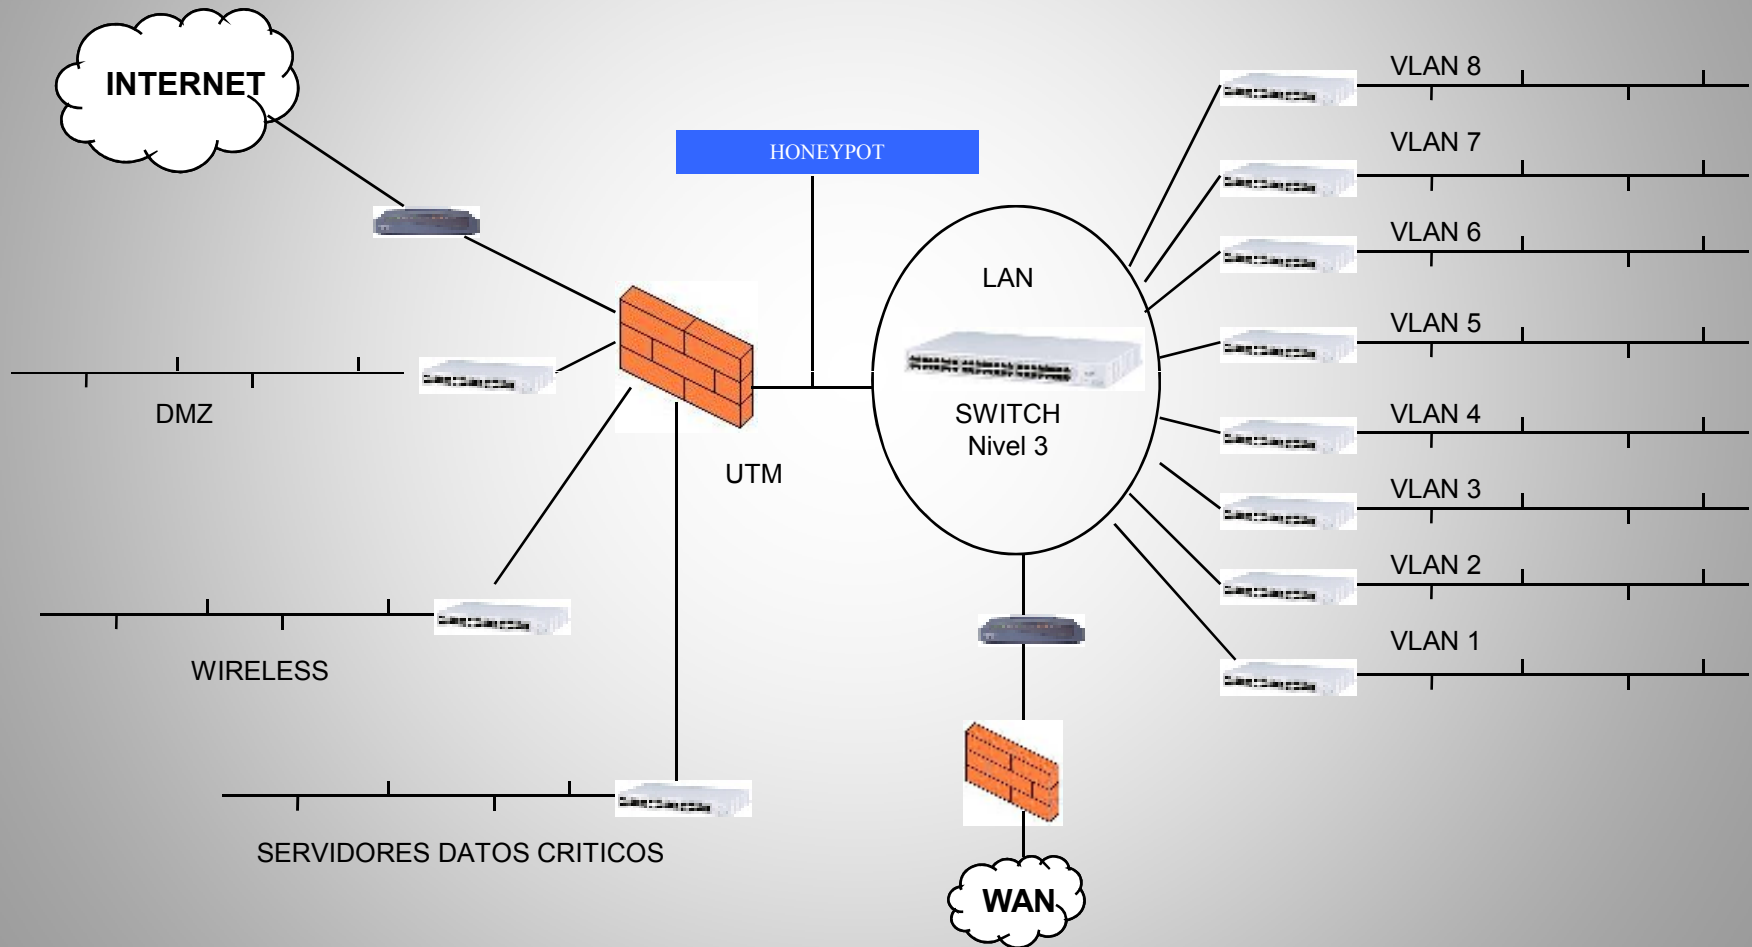 INTERNET
HONEYPOT
LAN
SWITCH
Nivel 3
UTM
DMZ
WIRELESS
SERVIDORES DATOS CRITICOS
WAN
VLAN 8
VLAN 7
VLAN 6
VLAN 5
VLAN 4
VLAN 3
VLAN 2
VLAN 1